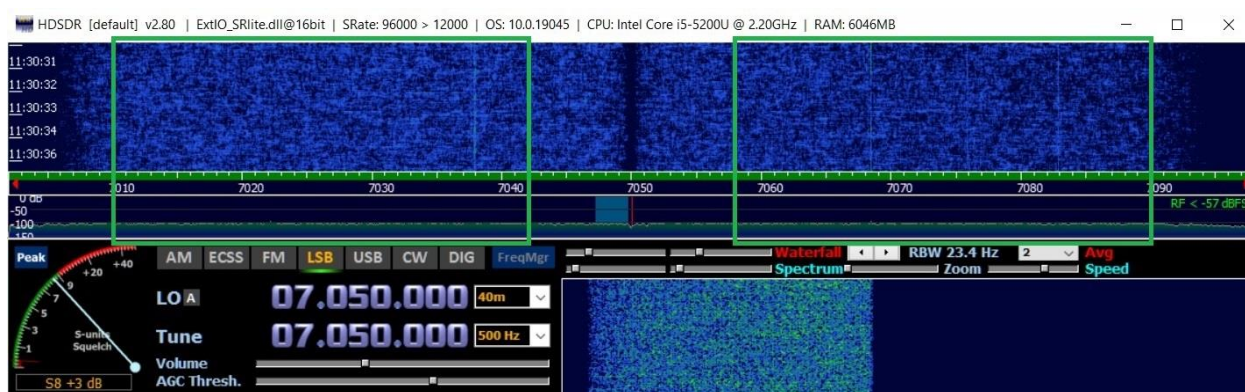 HDSDR [default] v2.80 | ExtIO_SRlite.dll@16bit | SRate: 96000 > 12000 | OS: 10.0.19045 | CPU: Intel Core i5-5200U @ 2.20GHz | RAM: 6046MB
11:30:31
11:30:32
11:30:33
11:30:34
11:30:36
7010 7020 7030 7040 7050 7060 7070 7080 7090
0 dB
-50
-100
-150
RF < -57 dBFS
Peak
+20 +40
9
7
5
3
1
S-units
Squelch
S8 +3 dB
AM ECSS FM LSB USB CW DIG FreqMgr
LO A 07.050.000 40m
Tune 07.050.000 500 Hz
Volume
AGC Thresh.
Waterfall RBW 23.4 Hz 2 Avg
Spectrum Zoom Speed